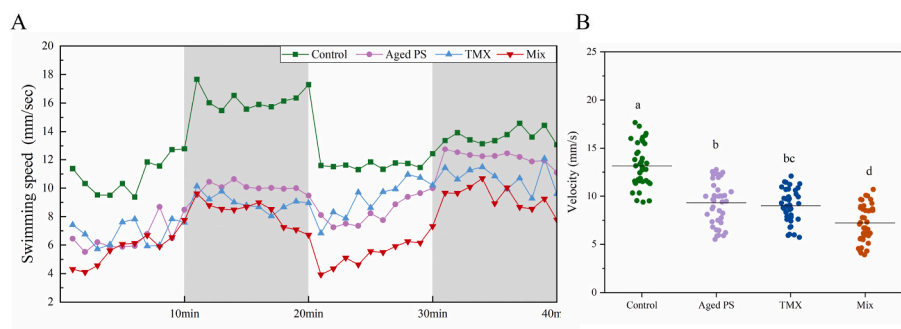 A
20
18
16
14
12
10
8
6
4
2
Swimming speed (mm/sec)
Control
Aged PS
TMX
Mix
10min
20min
30min
40m
B
25
20
15
10
5
0
Velocity (mm/s)
a
b
bc
d
Control
Aged PS
TMX
Mix